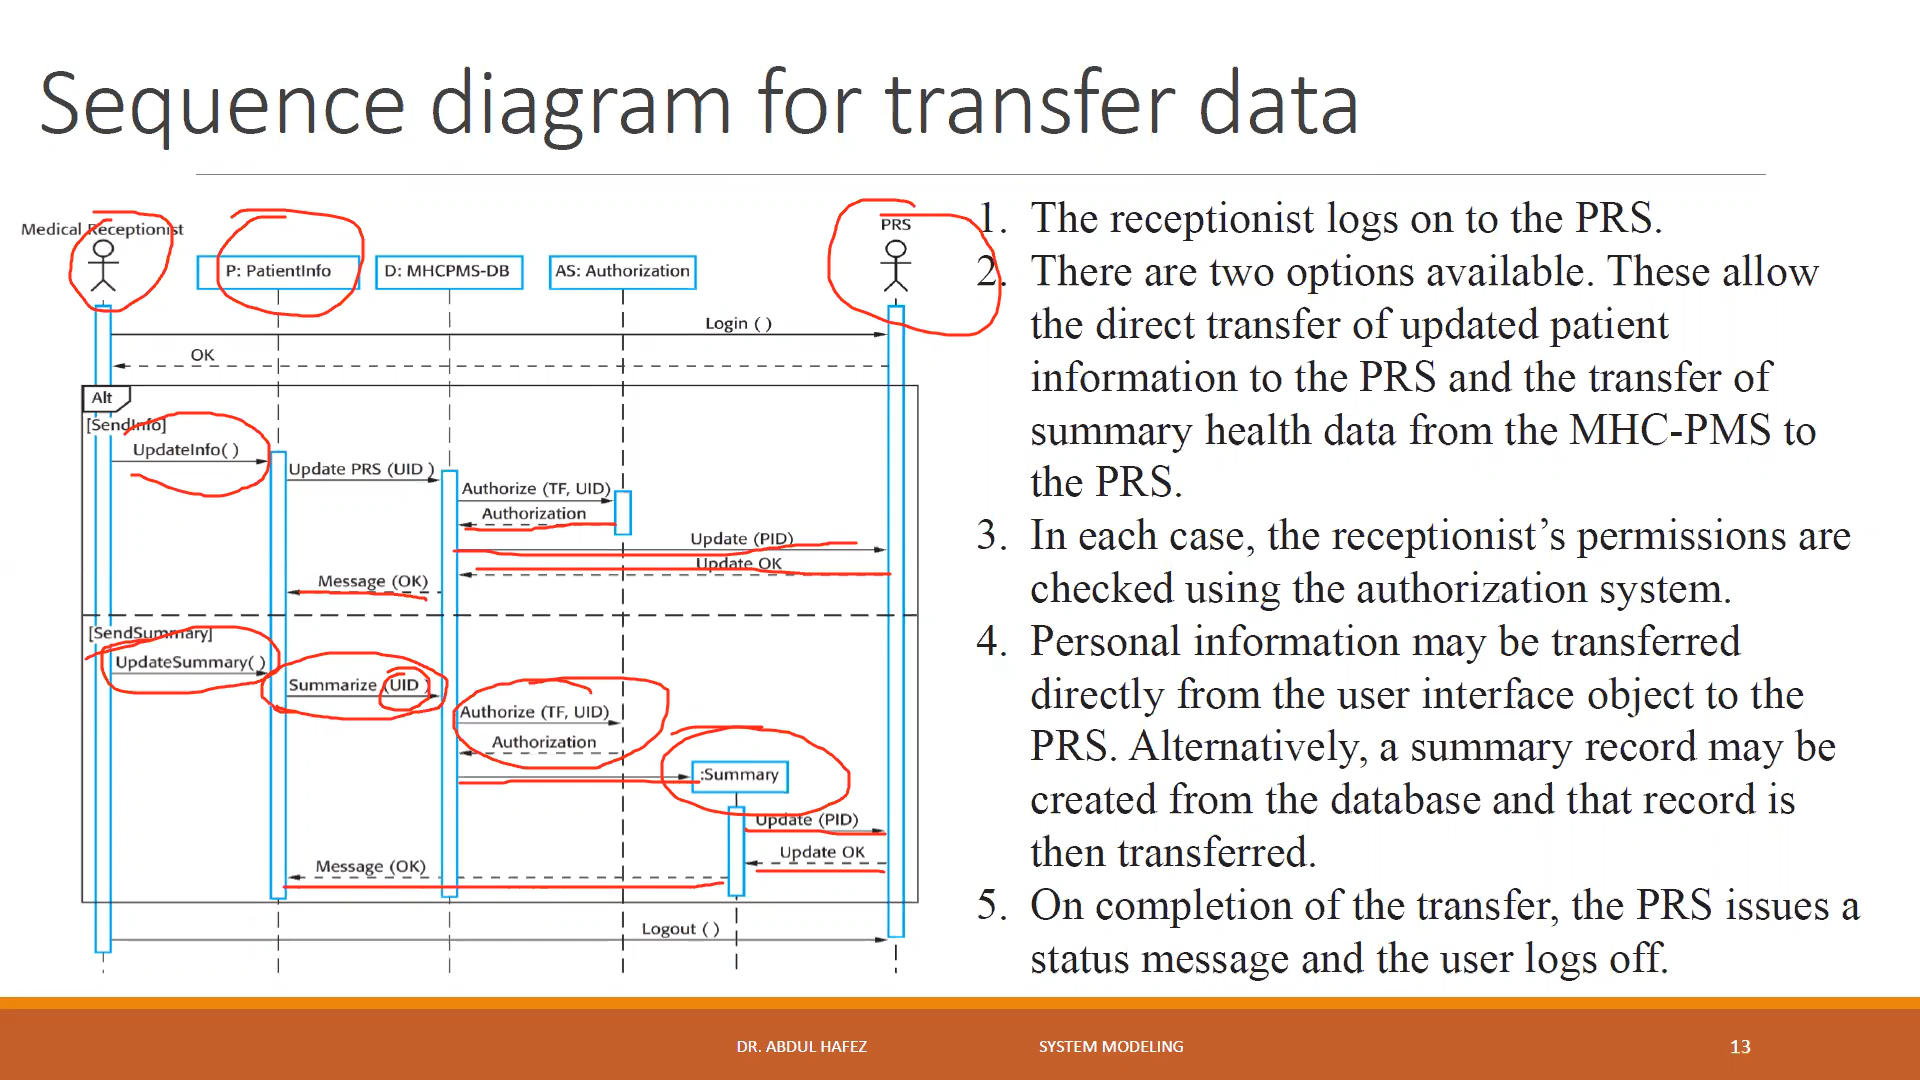 Sequence diagram for transfer data
Medical Receptionist
P: PatientInfo
D: MHCPMS-DB
AS: Authorization
PRS
Login ( )
OK
Alt
[SendInfo]
UpdateInfo( )
Update PRS (UID )
Authorize (TF, UID)
Authorization
Update (PID)
Update OK
Message (OK)
[SendSummary]
UpdateSummary( )
Summarize (UID )
Authorize (TF, UID)
Authorization
:Summary
Update (PID)
Update OK
Message (OK)
Logout ( )
1. The receptionist logs on to the PRS.
2. There are two options available. These allow
the direct transfer of updated patient
information to the PRS and the transfer of
summary health data from the MHC-PMS to
the PRS.
3. In each case, the receptionist’s permissions are
checked using the authorization system.
4. Personal information may be transferred
directly from the user interface object to the
PRS. Alternatively, a summary record may be
created from the database and that record is
then transferred.
5. On completion of the transfer, the PRS issues a
status message and the user logs off.
DR. ABDUL HAFEZ
SYSTEM MODELING
13